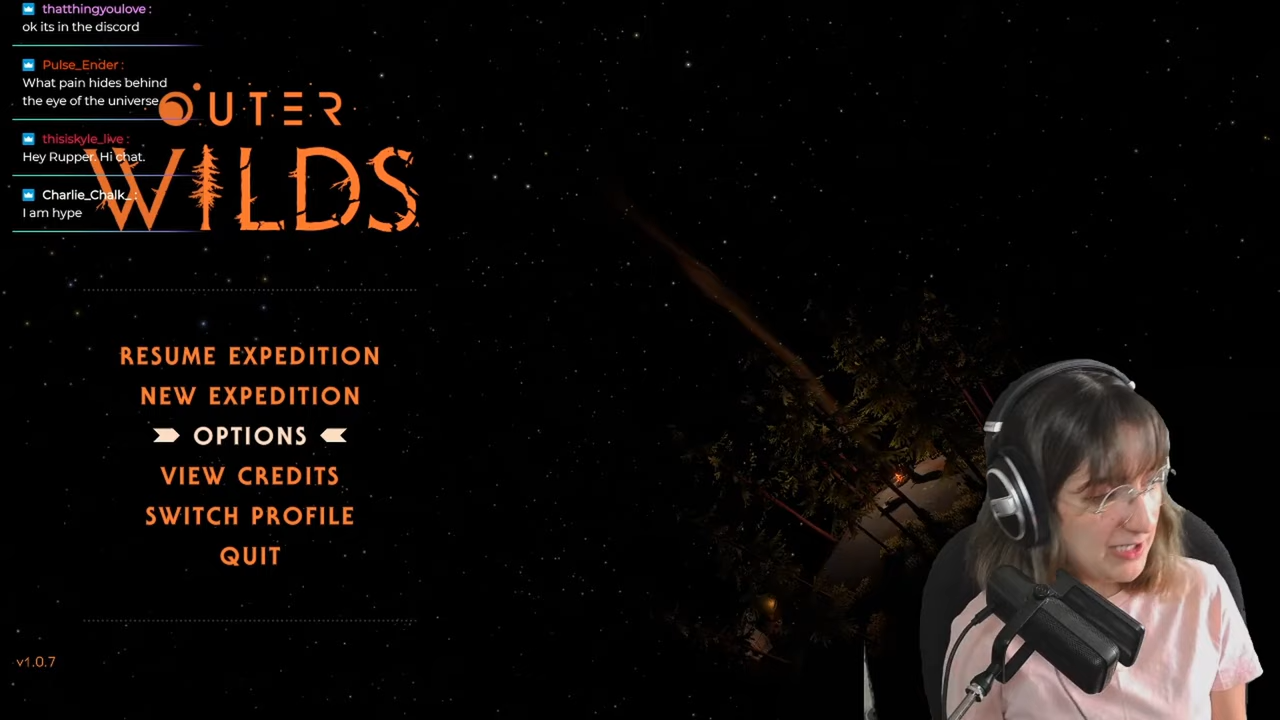 thatthingyoulove :
ok its in the discord
Pulse_Ender :
What pain hides behind
the eye of the universe
thisiskyle_live :
Hey Rupper. Hi chat.
Charlie_Chalk_ :
I am hype
OUTER
WILDS
RESUME EXPEDITION
NEW EXPEDITION
OPTIONS
VIEW CREDITS
SWITCH PROFILE
QUIT
v1.0.7